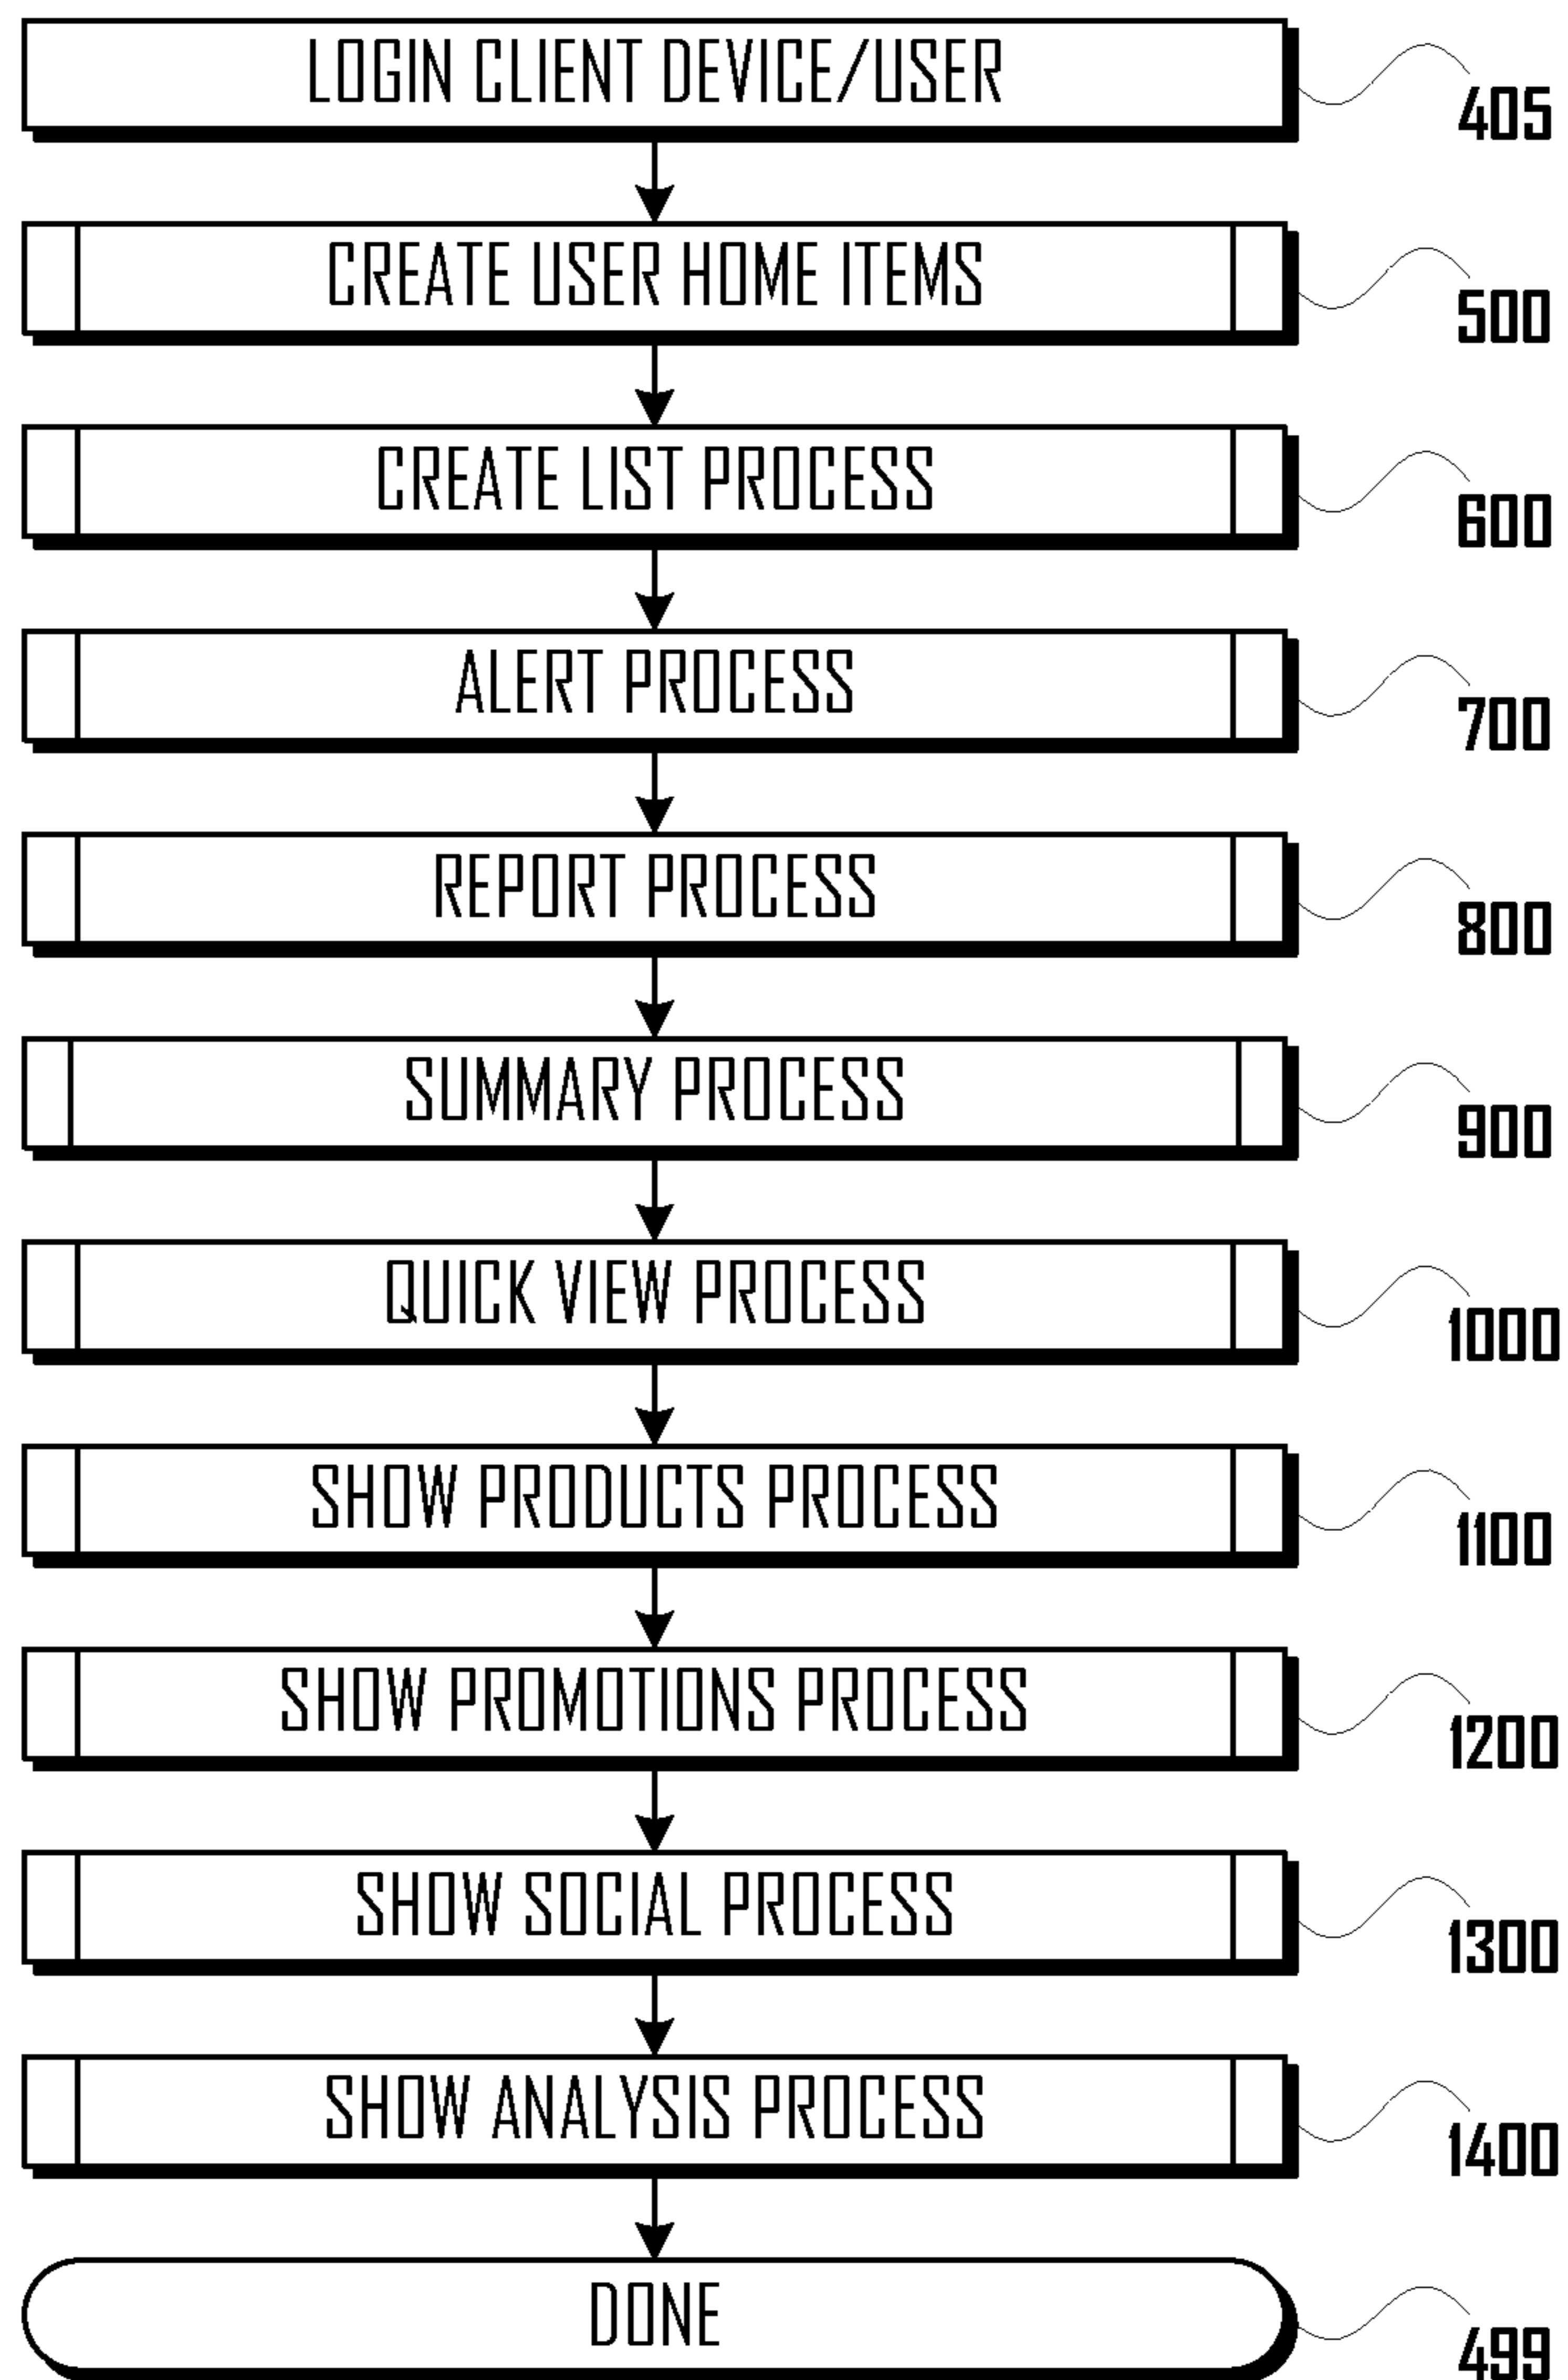 LOGIN CLIENT DEVICE/USER
405
CREATE USER HOME ITEMS
500
CREATE LIST PROCESS
600
ALERT PROCESS
700
REPORT PROCESS
800
SUMMARY PROCESS
900
QUICK VIEW PROCESS
1000
SHOW PRODUCTS PROCESS
1100
SHOW PROMOTIONS PROCESS
1200
SHOW SOCIAL PROCESS
1300
SHOW ANALYSIS PROCESS
1400
DONE
499